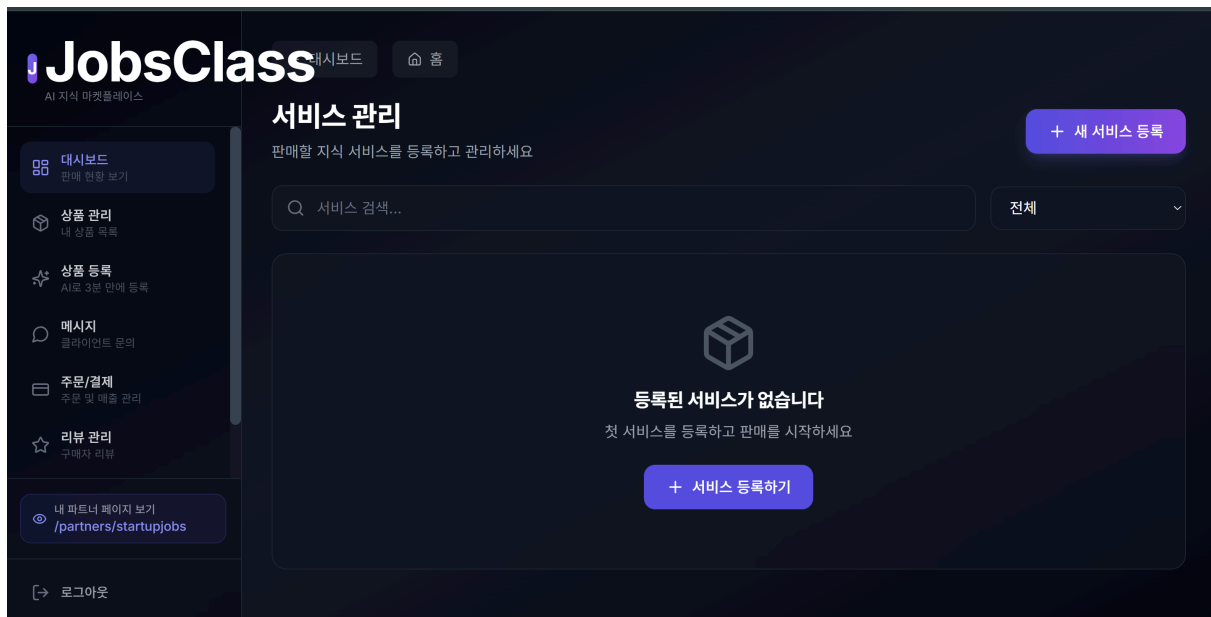 J JobsClass
AI 지식 마켓플레이스
대시보드
판매 현황 보기
상품 관리
내 상품 목록
상품 등록
AI로 3분 만에 등록
메시지
클라이언트 문의
주문/결제
주문 및 매출 관리
리뷰 관리
구매자 리뷰
내 파트너 페이지 보기
/partners/startupjobs
로그아웃
대시보드
홈
서비스 관리
판매할 지식 서비스를 등록하고 관리하세요
+ 새 서비스 등록
서비스 검색...
전체
등록된 서비스가 없습니다
첫 서비스를 등록하고 판매를 시작하세요
+ 서비스 등록하기